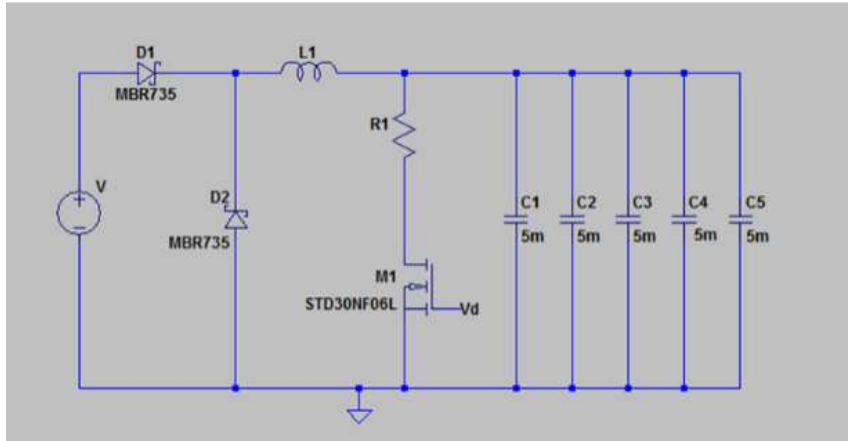 D1
MBR735
L1
R1
V
+
−
D2
MBR735
C1
5m
C2
5m
C3
5m
C4
5m
C5
5m
M1
STD30NF06L
Vd